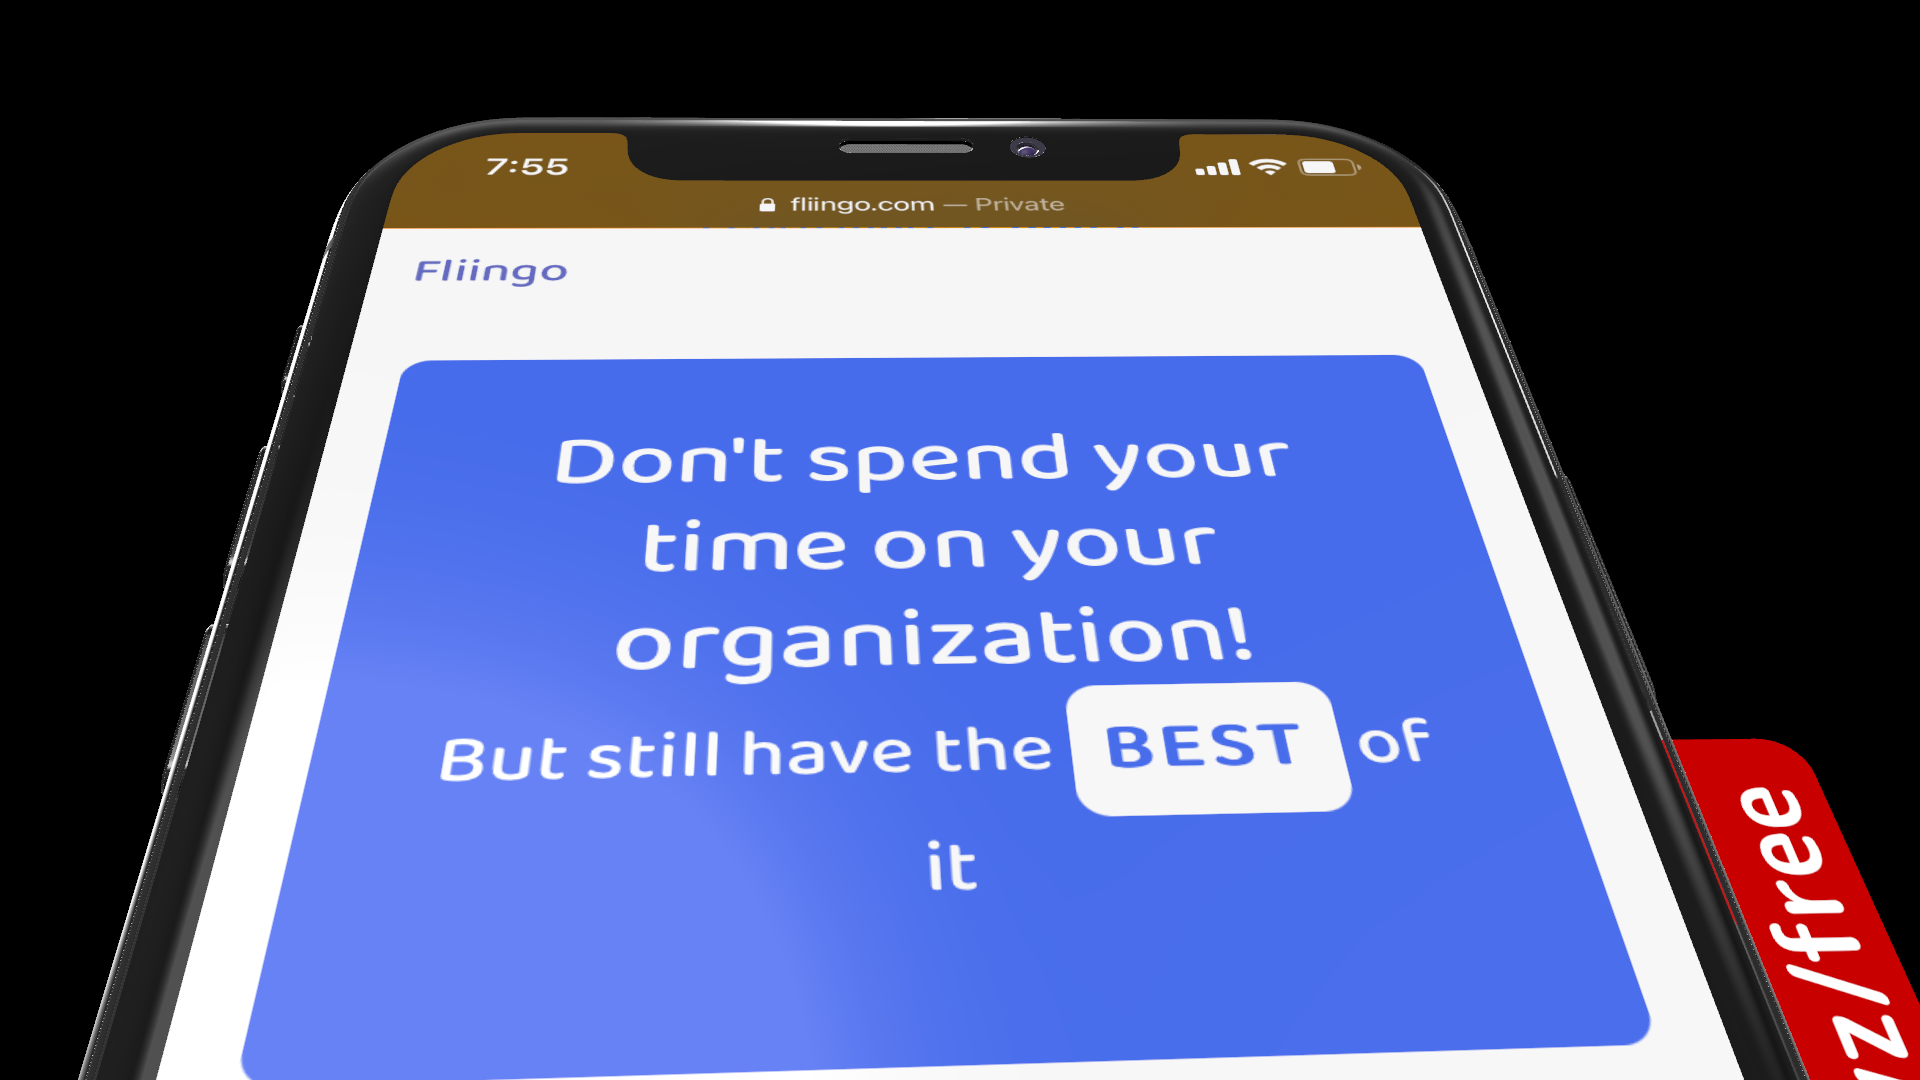 7:55
fliingo.com — Private
Fliingo
Don't spend your
time on your
organization!
But still have the BEST of
it
z/free